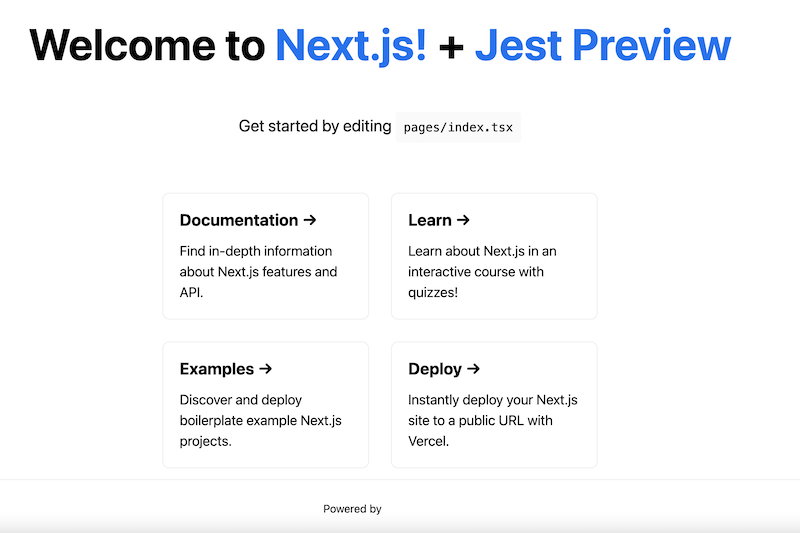 Welcome to Next.js! + Jest Preview
Get started by editing pages/index.tsx
Documentation →
Find in-depth information
about Next.js features and
API.
Learn →
Learn about Next.js in an
interactive course with
quizzes!
Examples →
Discover and deploy
boilerplate example Next.js
projects.
Deploy →
Instantly deploy your Next.js
site to a public URL with
Vercel.
Powered by